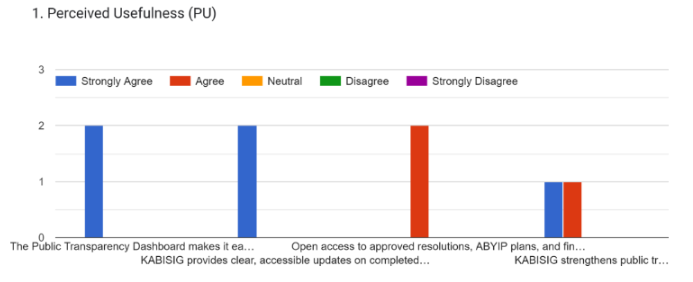 1. Perceived Usefulness (PU)
3
Strongly Agree Agree Neutral Disagree Strongly Disagree
2
1
0
The Public Transparency Dashboard makes it ea… Open access to approved resolutions, ABYIP plans, and fin…
KABISIG provides clear, accessible updates on completed… KABISIG strengthens public tr…